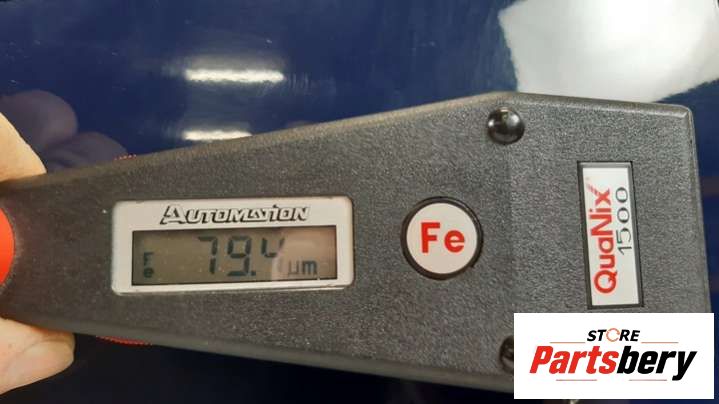 AUTOMATION
Fe 79.4 µm
Fe
QuaNix
1500
STORE
Partsbery